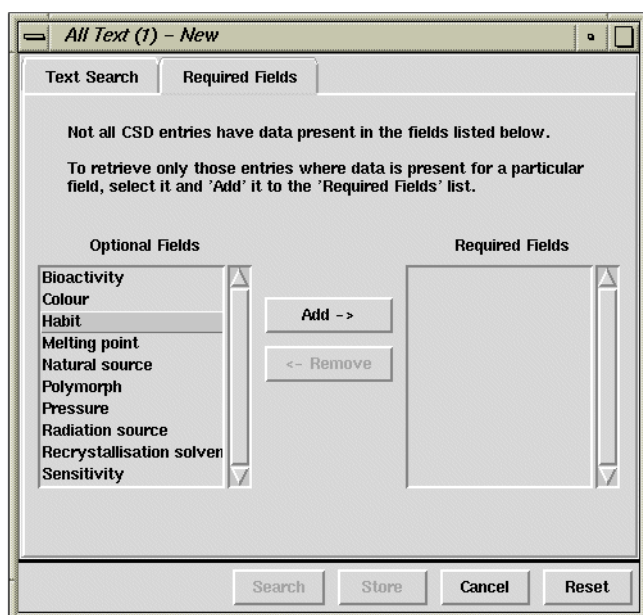 All Text (1) - New
Text Search
Required Fields
Not all CSD entries have data present in the fields listed below.
To retrieve only those entries where data is present for a particular
field, select it and 'Add' it to the 'Required Fields' list.
Optional Fields
Required Fields
Bioactivity
Colour
Habit
Melting point
Natural source
Polymorph
Pressure
Radiation source
Recrystallisation solven
Sensitivity
Add ->
<- Remove
Search
Store
Cancel
Reset